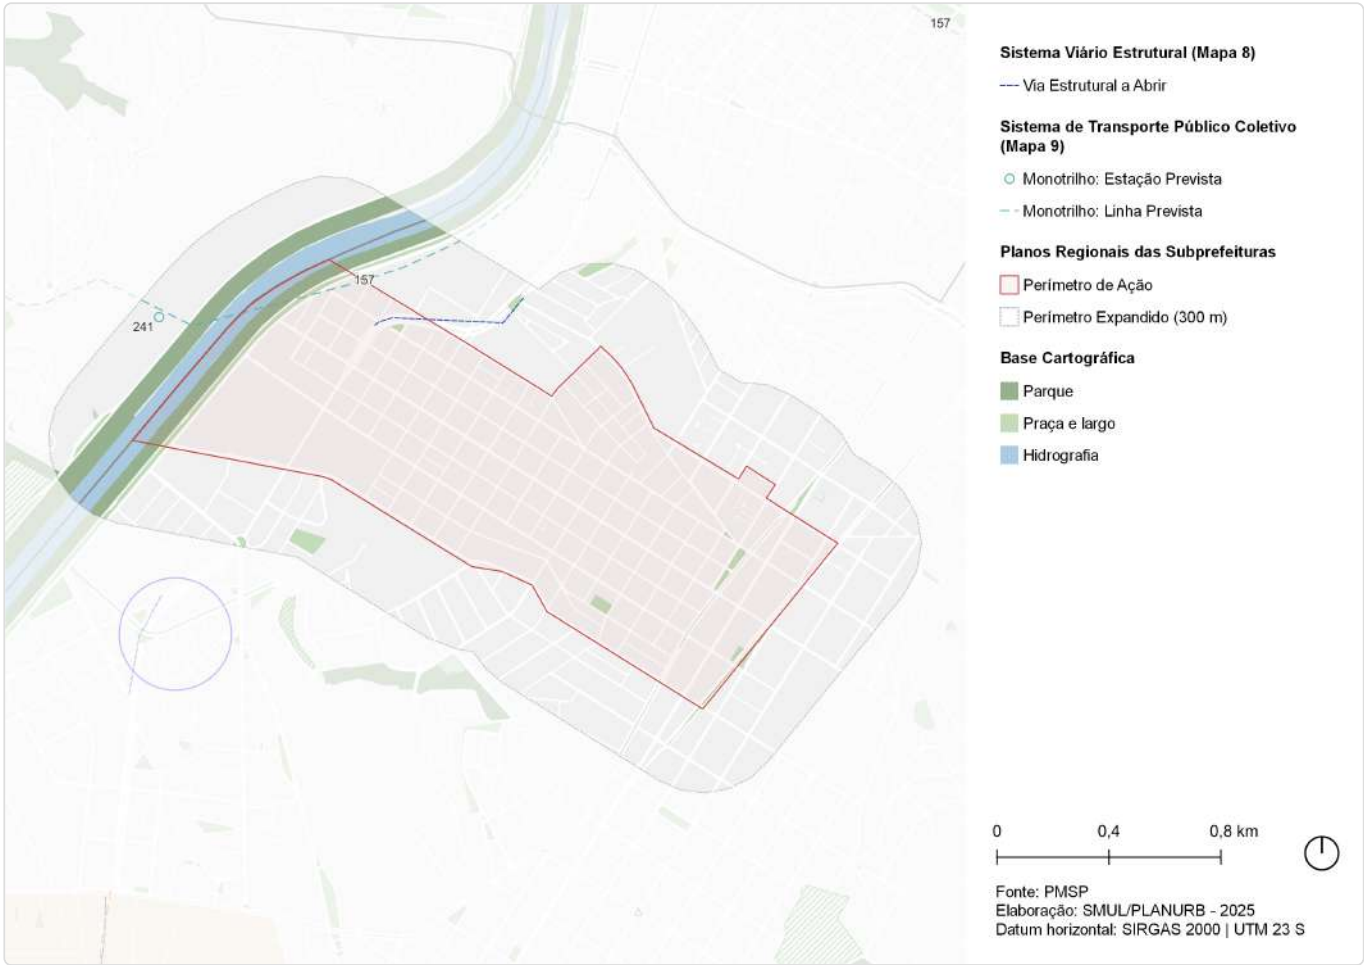 157
Sistema Viário Estrutural (Mapa 8)
Via Estrutural a Abrir
Sistema de Transporte Público Coletivo
(Mapa 9)
Monotrilho: Estação Prevista
Monotrilho: Linha Prevista
Planos Regionais das Subprefeituras
Perímetro de Ação
Perímetro Expandido (300 m)
Base Cartográfica
Parque
Praça e largo
Hidrografia
157
241
0 0,4 0,8 km
Fonte: PMSP
Elaboração: SMUL/PLANURB - 2025
Datum horizontal: SIRGAS 2000 | UTM 23 S